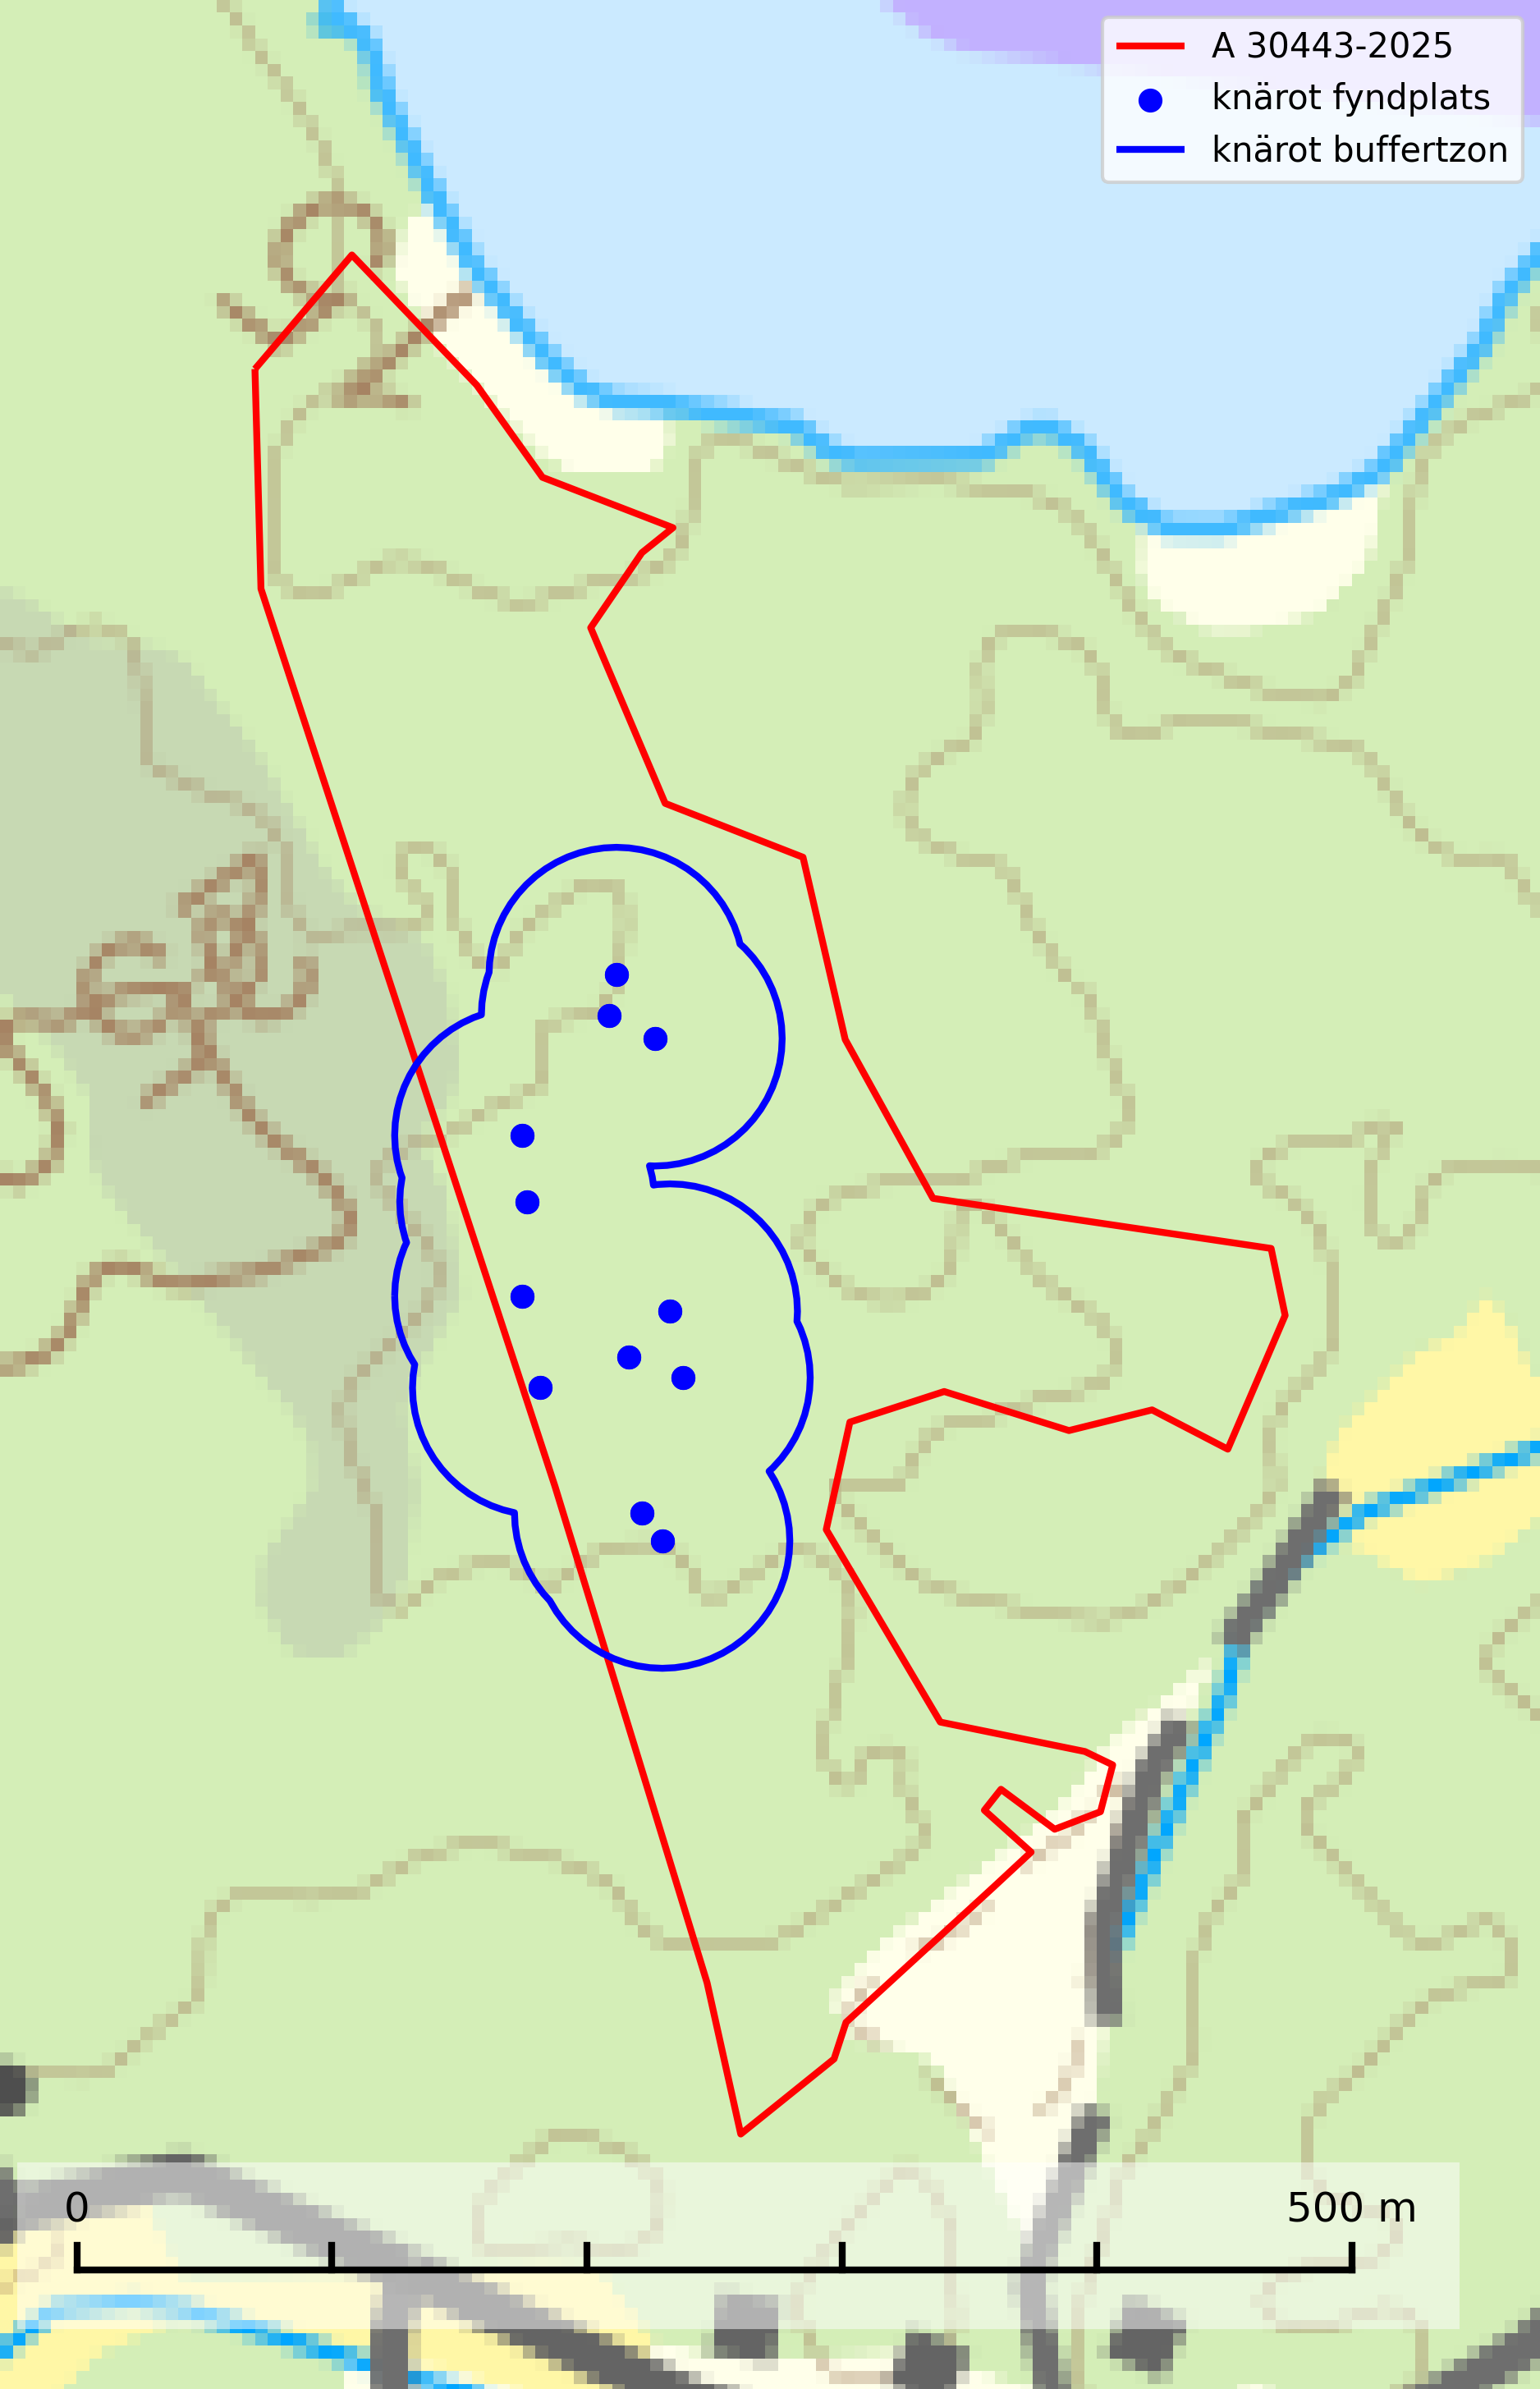 A 30443-2025
knärot fyndplats
knärot buffertzon
0 500 m